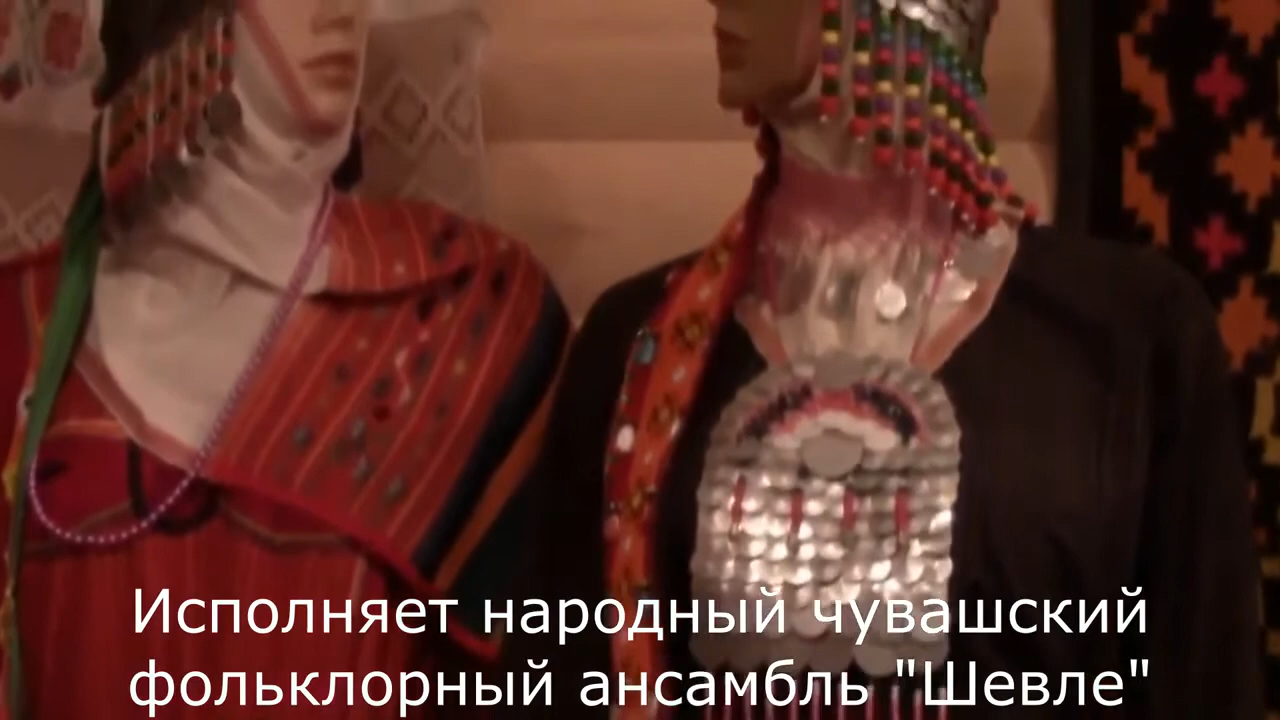 Исполняет народный чувашский
фольклорный ансамбль "Шевле"